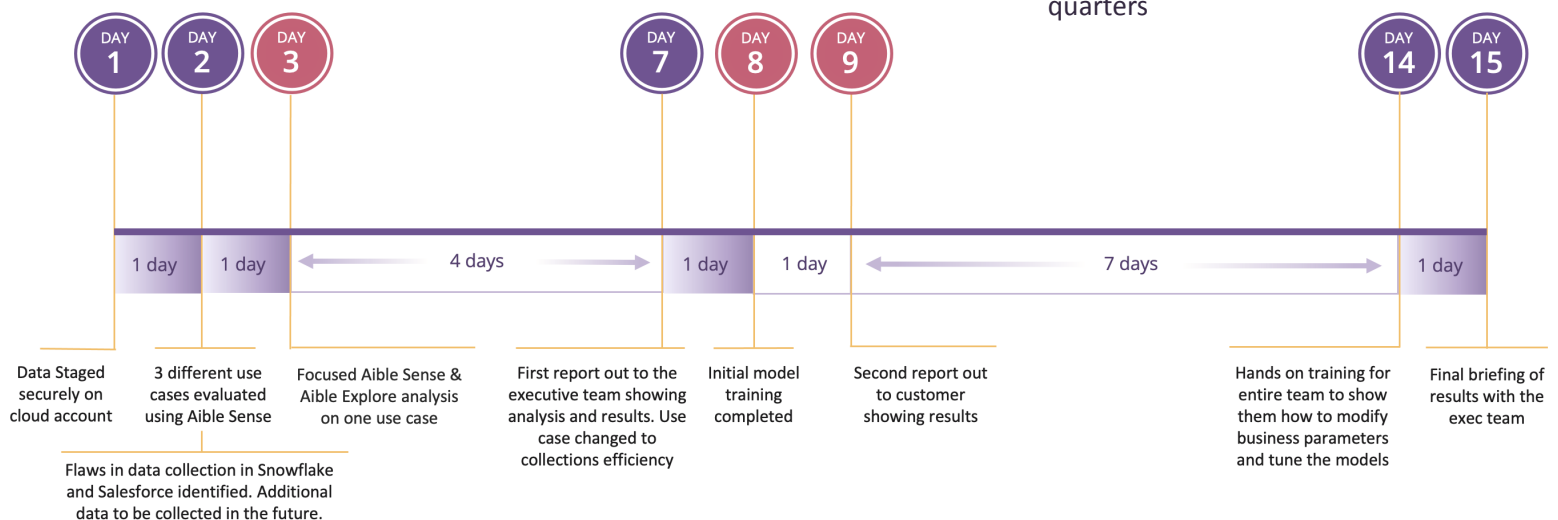 quarters
DAY
1
DAY
2
DAY
3
DAY
7
DAY
8
DAY
9
DAY
14
DAY
15
1 day
1 day
4 days
1 day
1 day
7 days
1 day
Data Staged
securely on
cloud account
3 different use
cases evaluated
using Aible Sense
Flaws in data collection in Snowflake
and Salesforce identified. Additional
data to be collected in the future.
Focused Aible Sense &
Aible Explore analysis
on one use case
First report out to the
executive team showing
analysis and results. Use
case changed to
collections efficiency
Initial model
training
completed
Second report out
to customer
showing results
Hands on training for
entire team to show
them how to modify
business parameters
and tune the models
Final briefing of
results with the
exec team